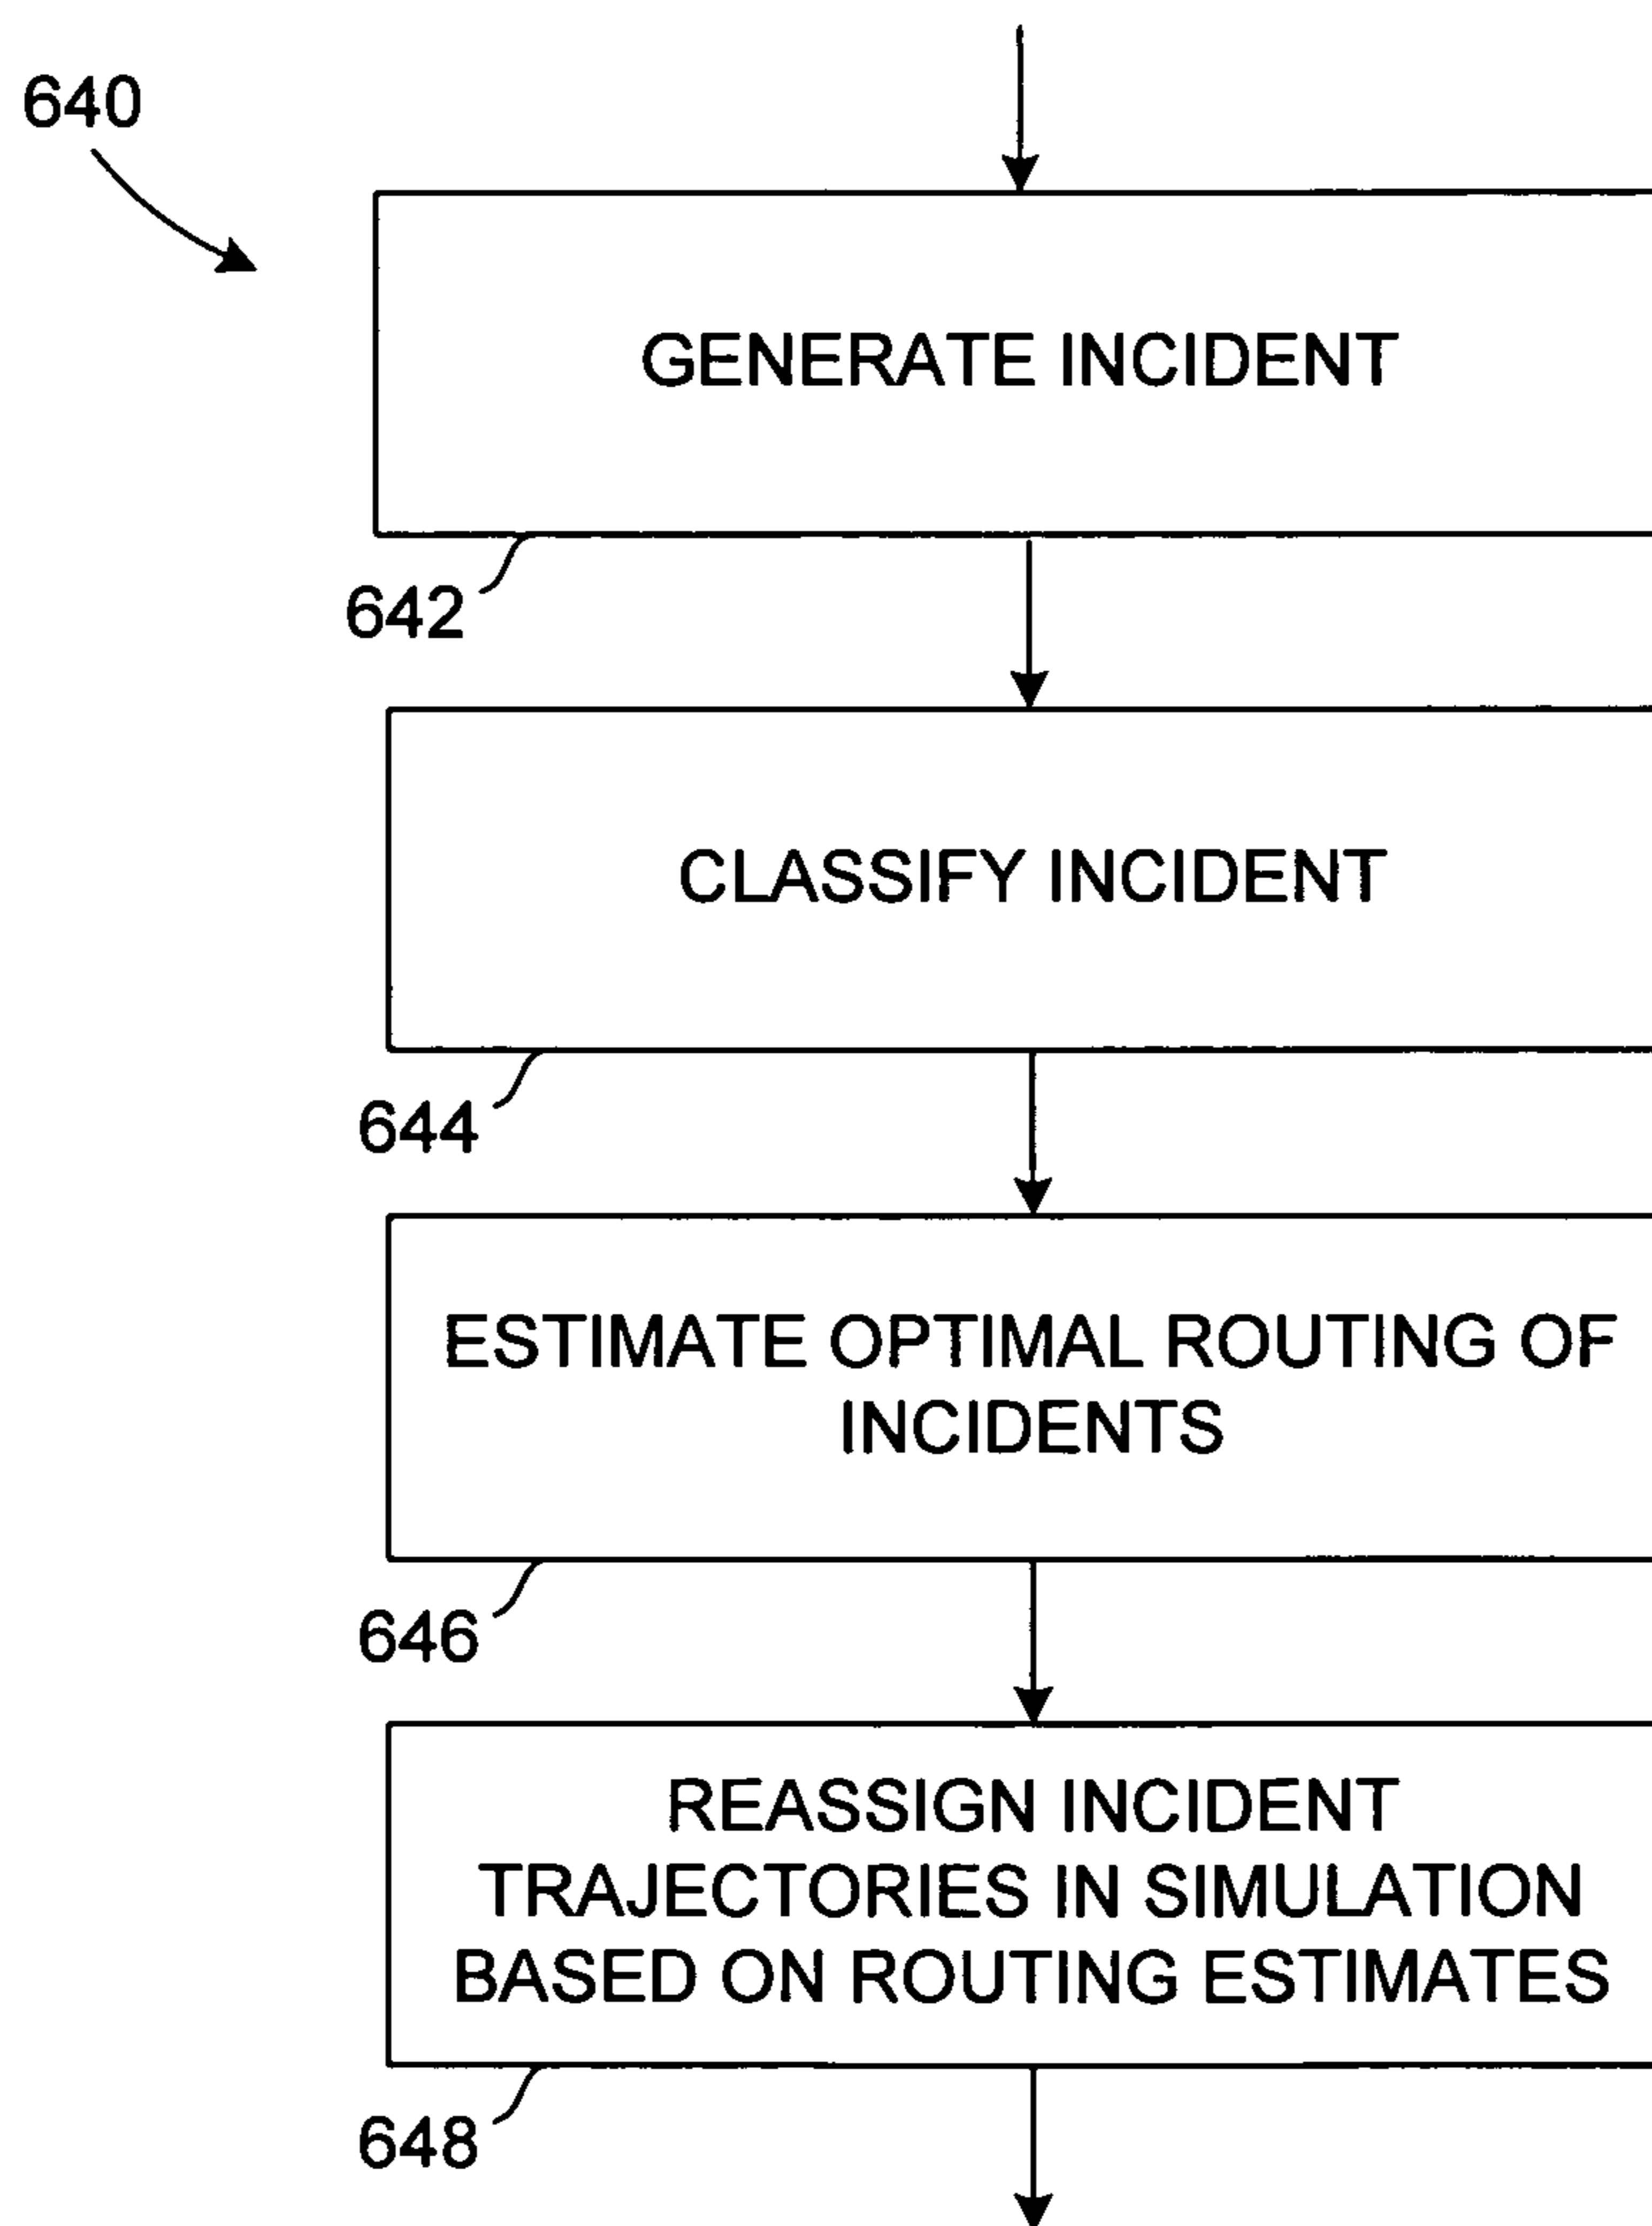 640
GENERATE INCIDENT
642
CLASSIFY INCIDENT
644
ESTIMATE OPTIMAL ROUTING OF
INCIDENTS
646
REASSIGN INCIDENT
TRAJECTORIES IN SIMULATION
BASED ON ROUTING ESTIMATES
648